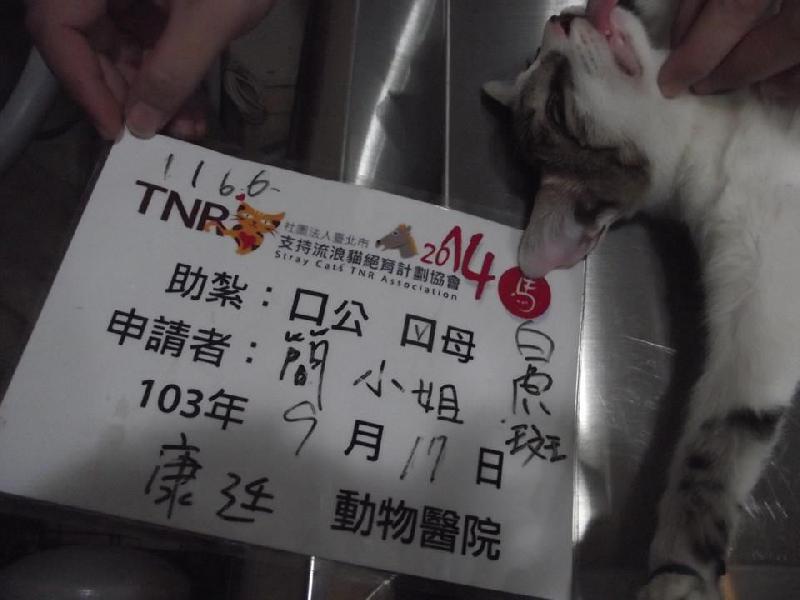 1166-
TNR 社團法人臺北市 2014 馬
支持流浪貓絕育計劃協會
Stray Cats TNR Association
助紮：口公 ☑母 白虎斑
申請者：簡小姐
103年 9月17日
康廷 動物醫院